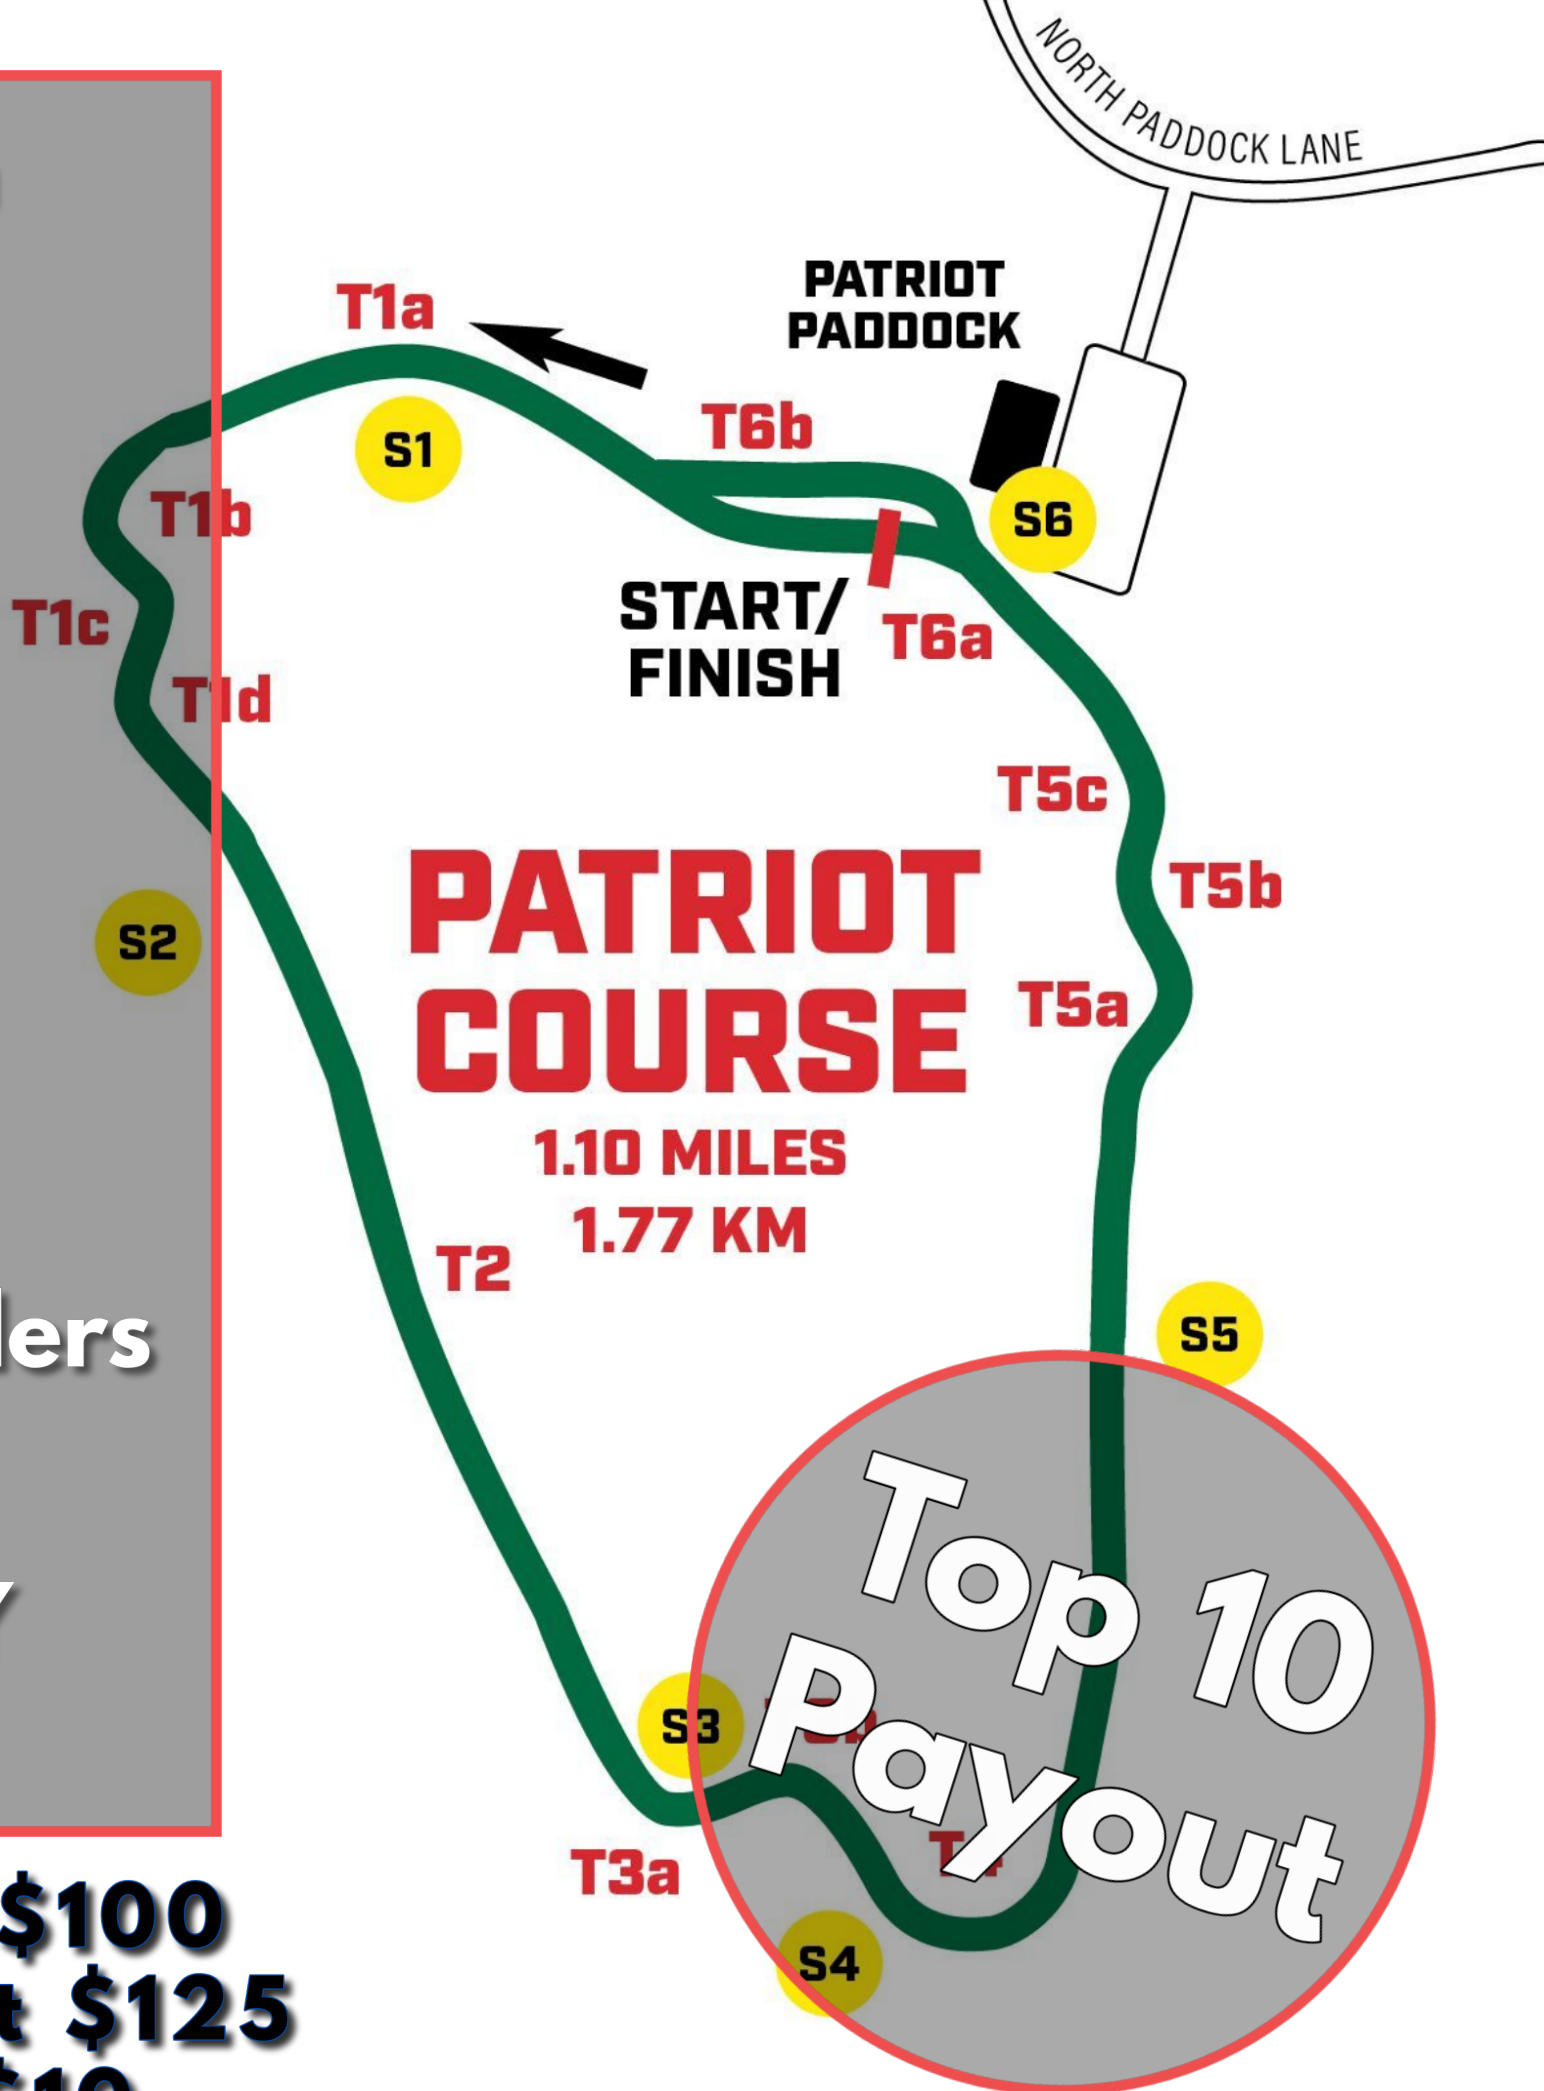 NORTH PADDOCK LANE
PATRIOT
PADDOCK
T1a
T6b
S1
S6
T1b
START/
FINISH
T6a
T1c
T1d
T5c
PATRIOT
COURSE
T5b
S2
T5a
1.10 MILES
1.77 KM
T2
S5
Top 10
Payout
S3
T3a
T4
S4
$100
$125